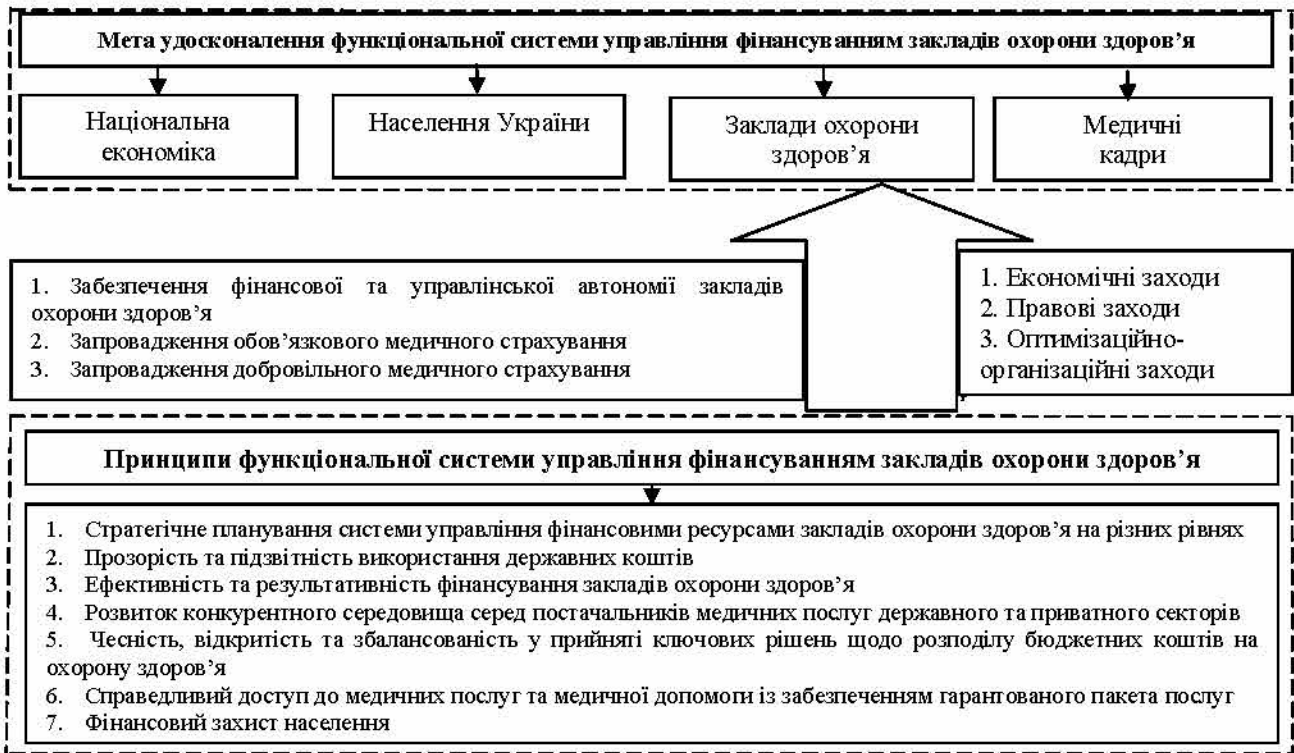 Мета удосконалення функціональної системи управління фінансуванням закладів охорони здоров’я
Національна
економіка
Населення України
Заклади охорони
здоров’я
Медичні
кадри
1. Забезпечення фінансової та управлінської автономії закладів
охорони здоров’я
2. Запровадження обов’язкового медичного страхування
3. Запровадження добровільного медичного страхування
1. Економічні заходи
2. Правові заходи
3. Оптимізаційно-
організаційні заходи
Принципи функціональної системи управління фінансуванням закладів охорони здоров’я
1. Стратегічне планування системи управління фінансовими ресурсами закладів охорони здоров’я на різних рівнях
2. Прозорість та підзвітність використання державних коштів
3. Ефективність та результативність фінансування закладів охорони здоров’я
4. Розвиток конкурентного середовища серед постачальників медичних послуг державного та приватного секторів
5. Чесність, відкритість та збалансованість у прийняті ключових рішень щодо розподілу бюджетних коштів на
охорону здоров’я
6. Справедливий доступ до медичних послуг та медичної допомоги із забезпеченням гарантованого пакета послуг
7. Фінансовий захист населення